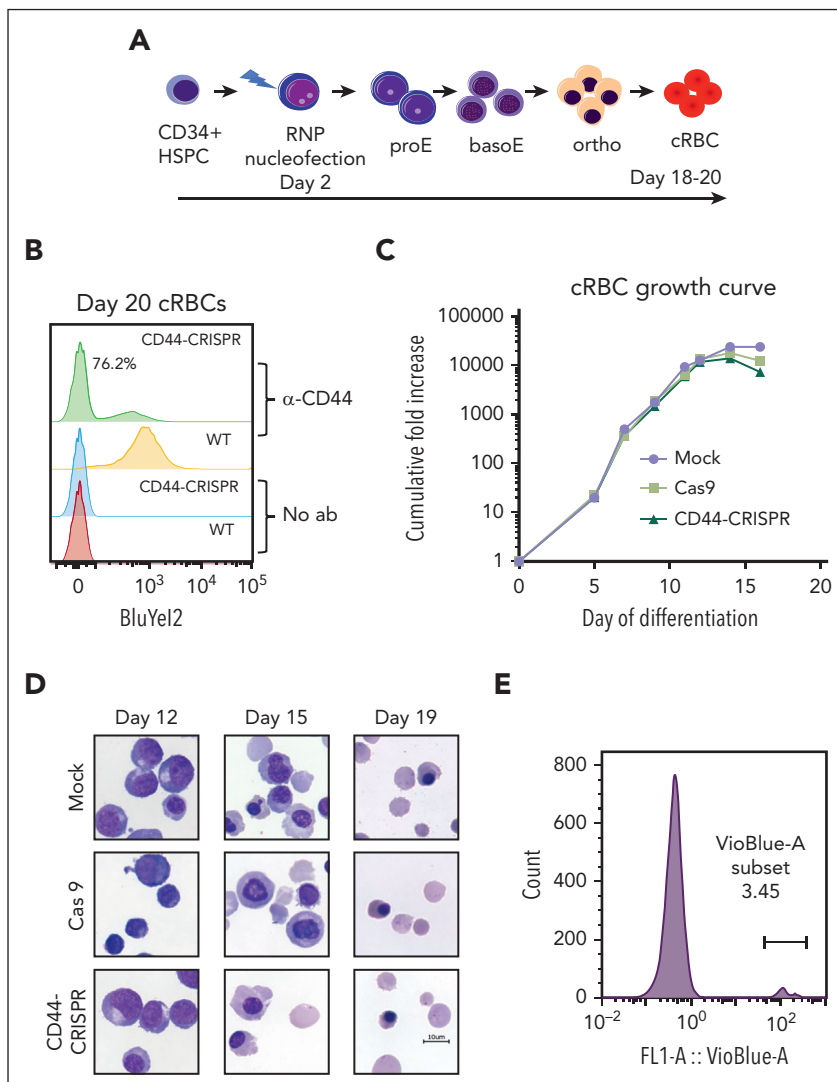 A
CD34+
HSPC
RNP
nucleofection
Day 2
proE
basoE
ortho
cRBC
Day 18-20
B
Day 20 cRBCs
CD44-CRISPR
76.2%
α-CD44
WT
CD44-CRISPR
No ab
WT
0 10³ 10⁴ 10⁵
BluYel2
C
cRBC growth curve
Cumulative fold increase
100000
10000
1000
100
10
1
Mock
Cas9
CD44-CRISPR
0 5 10 15 20
Day of differentiation
D
Day 12 Day 15 Day 19
Mock
Cas 9
CD44-
CRISPR
10um
E
Count
800
600
400
200
0
VioBlue-A
subset
3.45
10⁻² 10⁰ 10²
FL1-A :: VioBlue-A